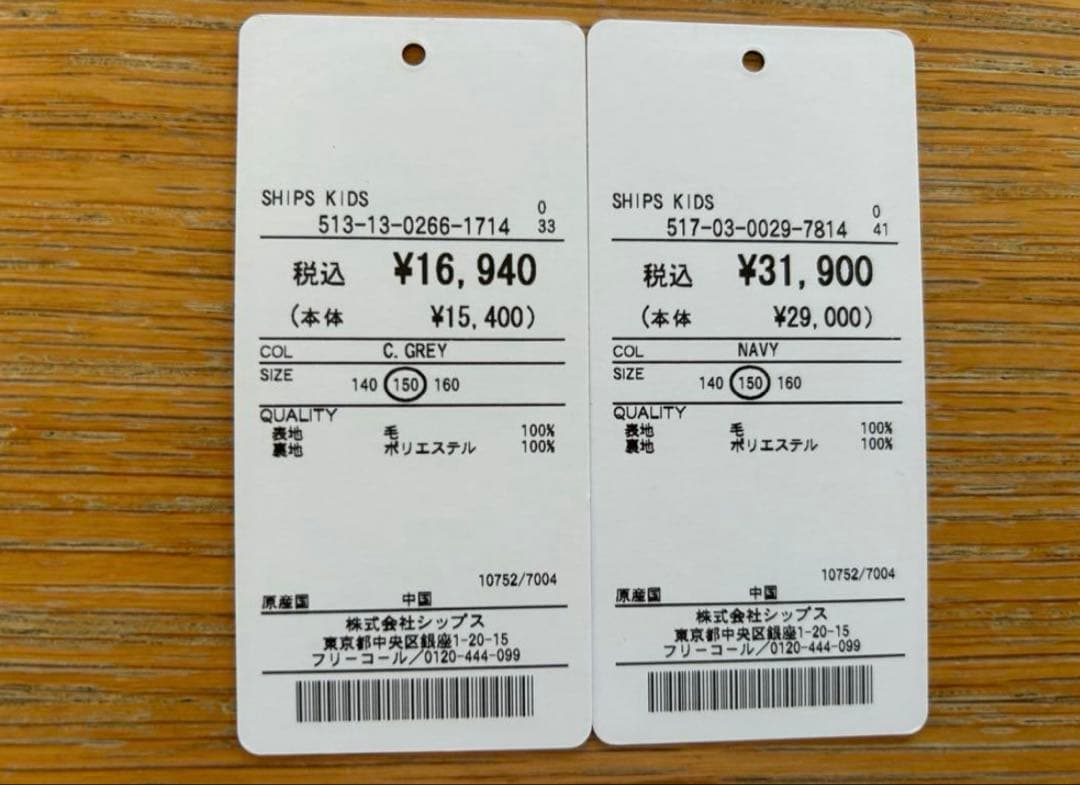 SHIPS KIDS
0
513-13-0266-1714 33
税込 ¥16,940
(本体 ¥15,400)
COL C. GREY
SIZE 140 150 160
QUALITY
表地 毛 100%
裏地 ポリエステル 100%
10752/7004
原産国 中国
株式会社シップス
東京都中央区銀座1-20-15
フリーコール/0120-444-099
SHIPS KIDS
0
517-03-0029-7814 41
税込 ¥31,900
(本体 ¥29,000)
COL NAVY
SIZE 140 150 160
QUALITY
表地 毛 100%
裏地 ポリエステル 100%
10752/7004
原産国 中国
株式会社シップス
東京都中央区銀座1-20-15
フリーコール/0120-444-099